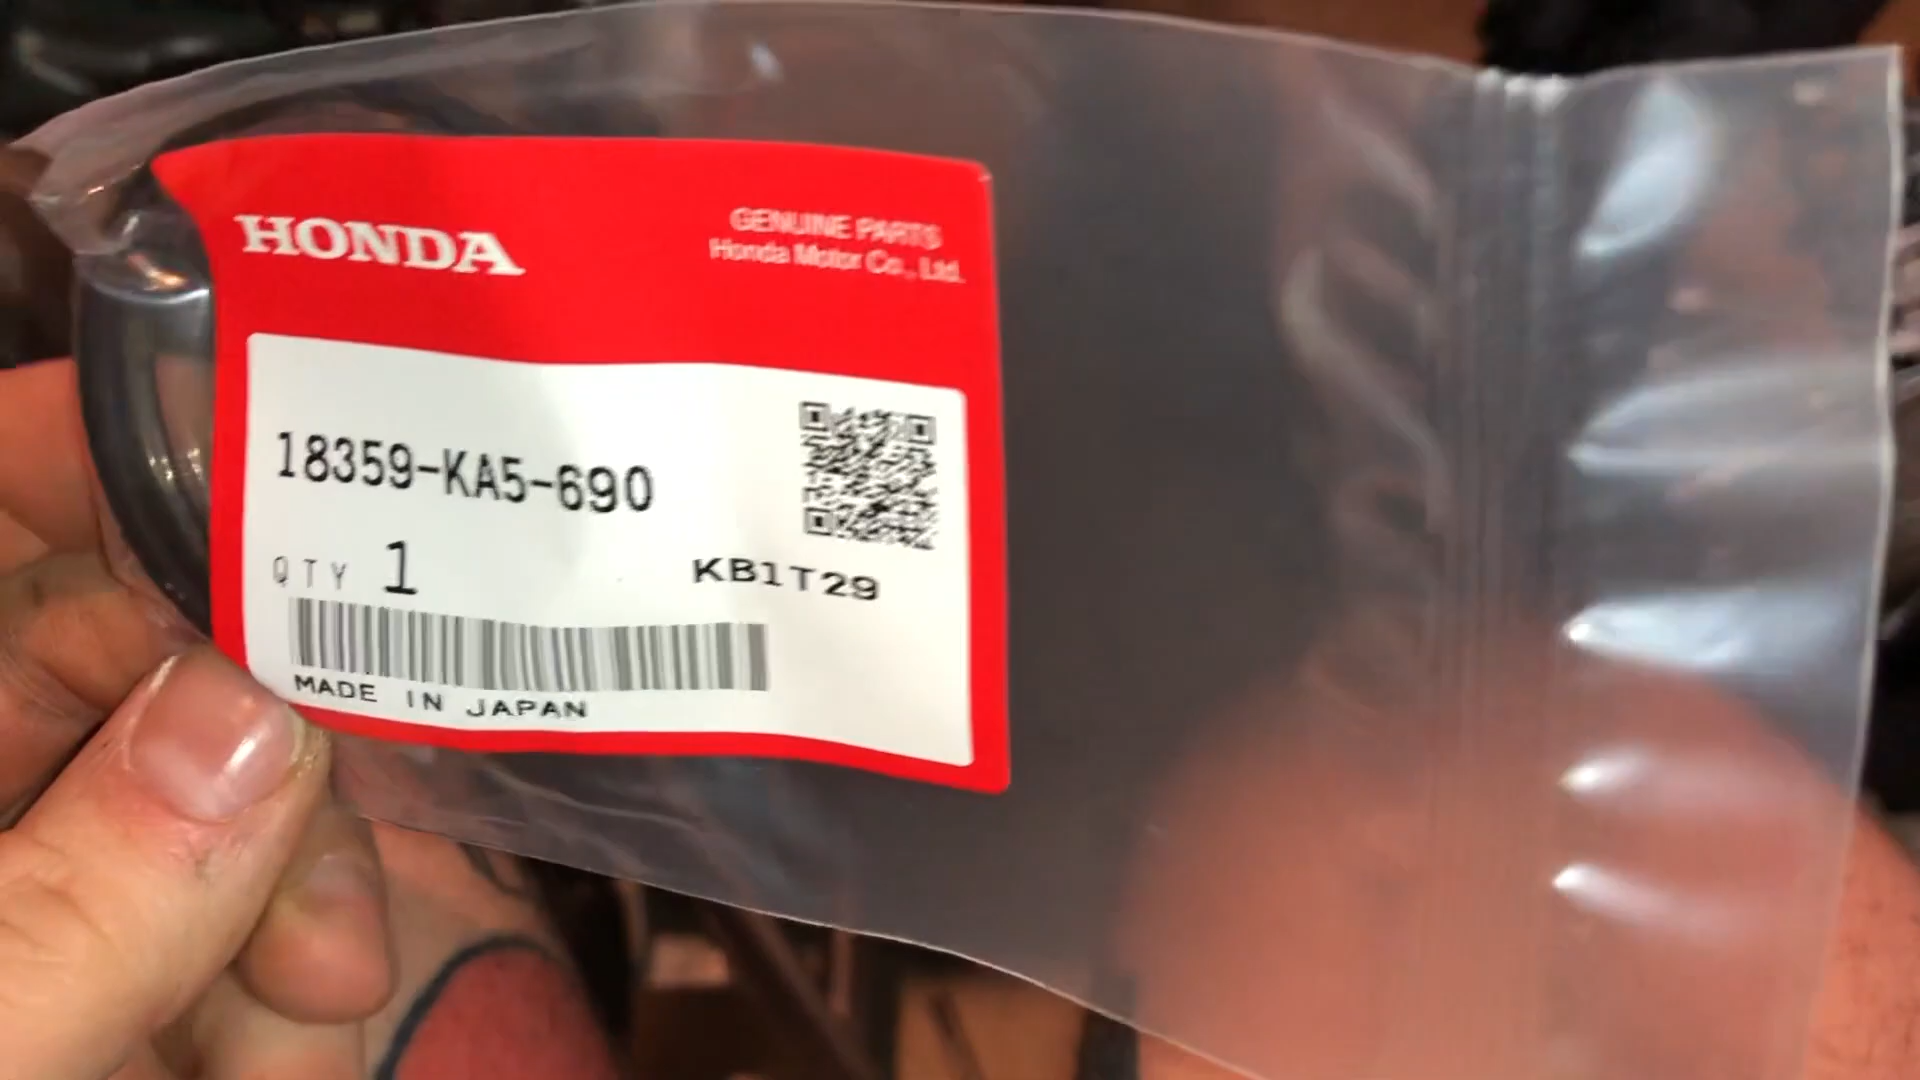 HONDA
GENUINE PARTS
Honda Motor Co., Ltd.
18359-KA5-690
QTY 1
KB1T29
MADE IN JAPAN